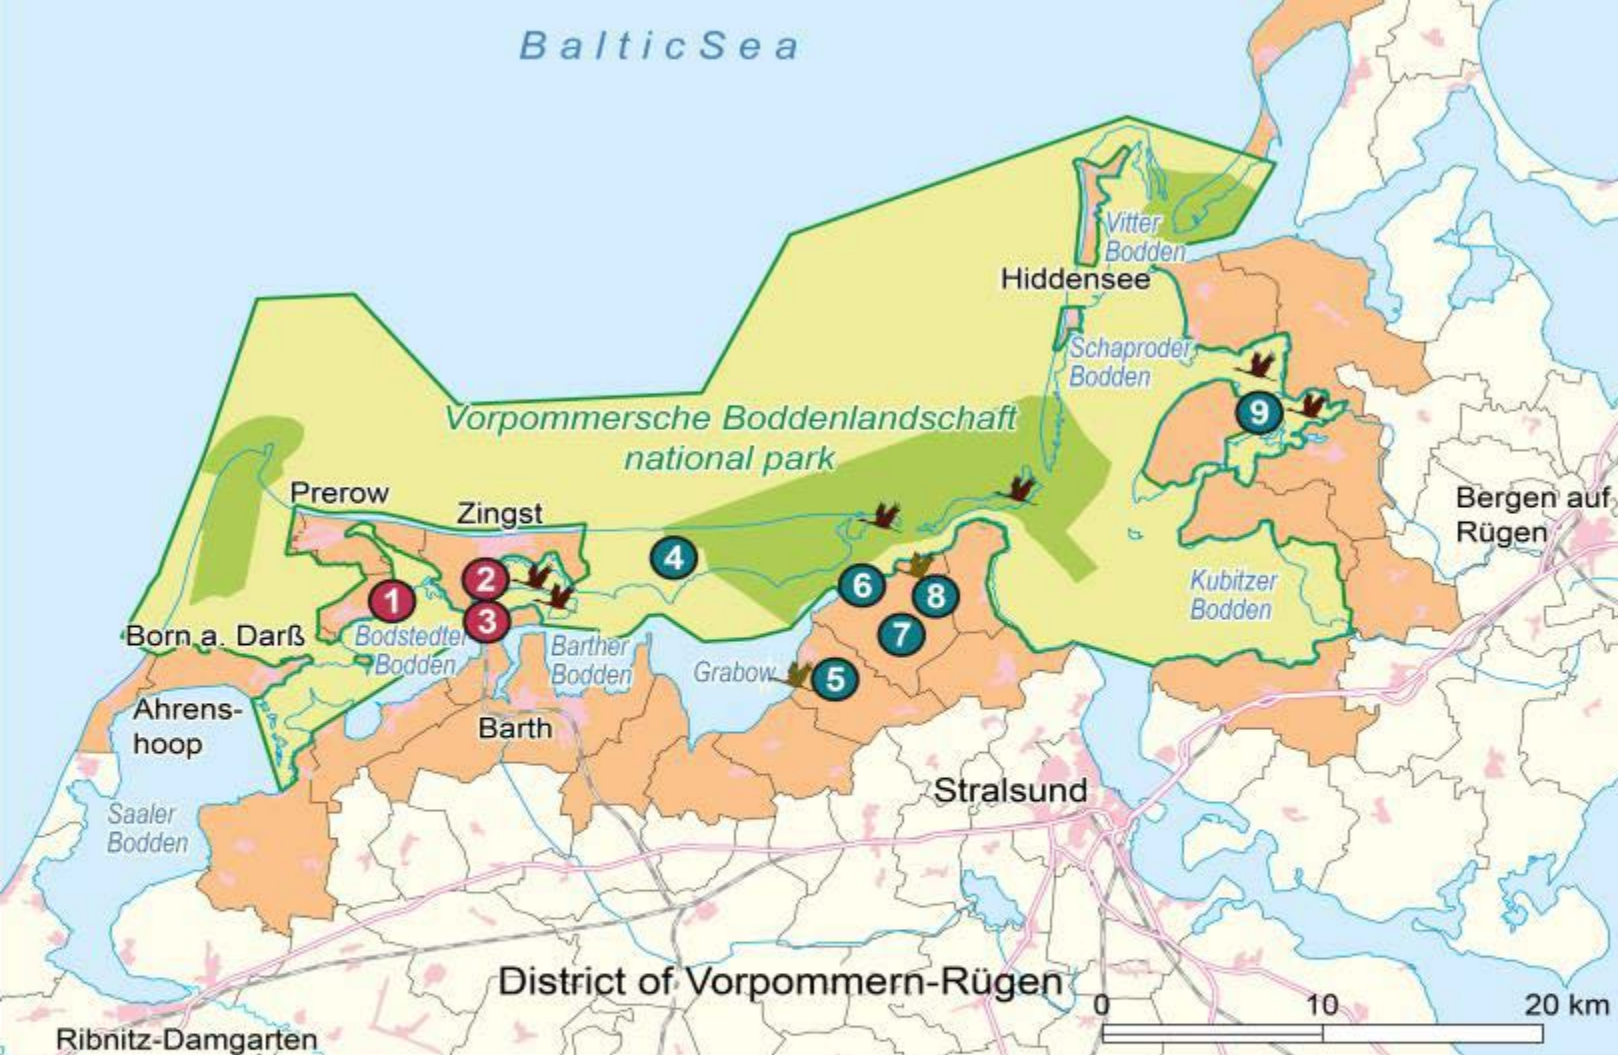 Baltic Sea
Vitter
Bodden
Hiddensee
Schaproder
Bodden
Vorpommersche Boddenlandschaft
national park
9
Prerow
Zingst
Bergen auf
Rügen
4
2
6
8
Kubitzer
Bodden
1
3
7
Born a. Darß
Bodstedter
Bodden
Barther
Bodden
Grabow
5
Ahrens-
hoop
Barth
Stralsund
Saaler
Bodden
District of Vorpommern-Rügen
0 10 20 km
Ribnitz-Damgarten